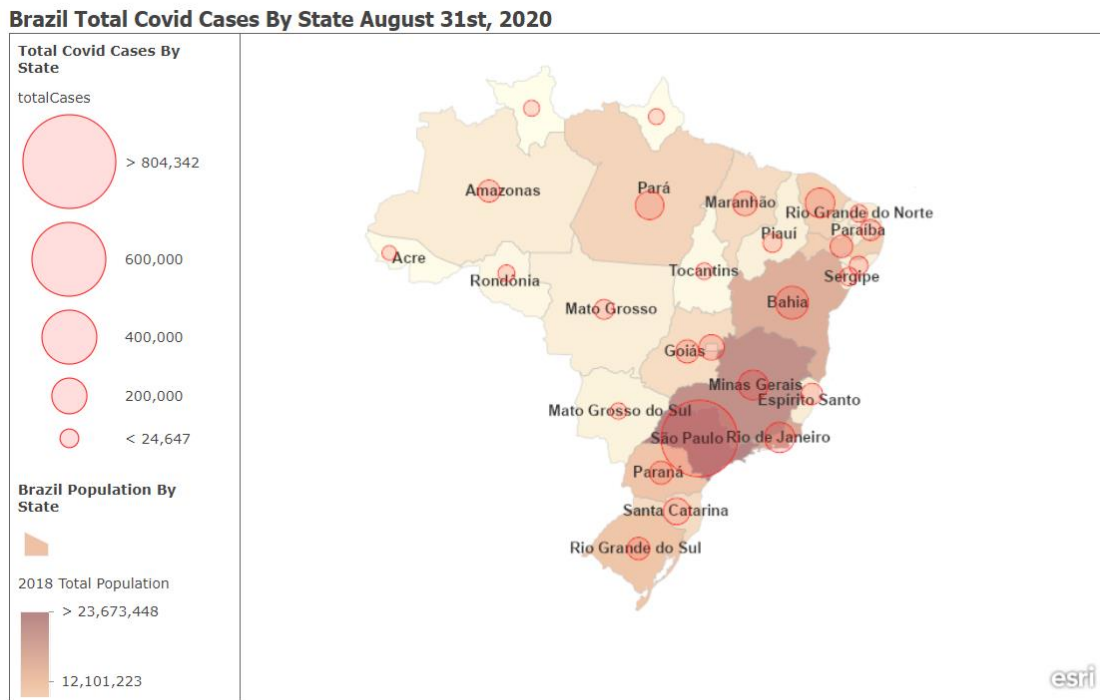 Brazil Total Covid Cases By State August 31st, 2020
Total Covid Cases By
State
totalCases
> 804,342
600,000
400,000
200,000
< 24,647
Brazil Population By
State
2018 Total Population
> 23,673,448
12,101,223
Amazonas
Pará
Maranhão
Rio Grande do Norte
Piauí
Paraíba
Acre
Rondônia
Tocantins
Sergipe
Mato Grosso
Bahia
Goiás
Minas Gerais
Espírito Santo
Mato Grosso do Sul
São Paulo
Rio de Janeiro
Paraná
Santa Catarina
Rio Grande do Sul
esri